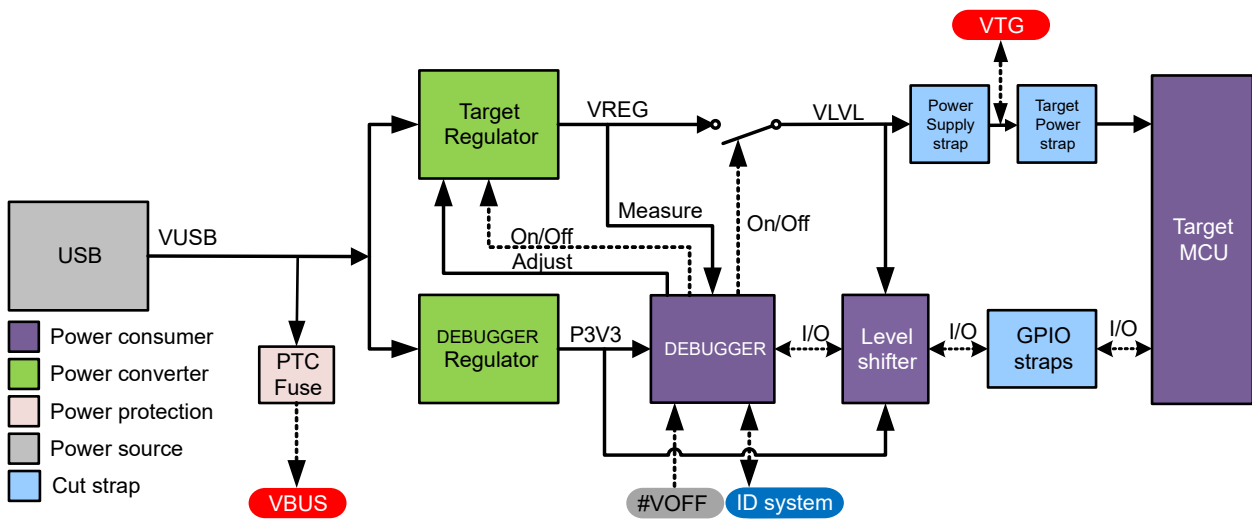 VTG
Target
Regulator
VREG
VLVL
Power
Supply
strap
Target
Power
strap
Measure
On/Off
On/Off
Adjust
USB
VUSB
Target
MCU
DEBUGGER
Regulator
P3V3
DEBUGGER
I/O
Level
shifter
I/O
GPIO
straps
I/O
PTC
Fuse
Power consumer
Power converter
Power protection
Power source
Cut strap
VBUS
#VOFF
ID system